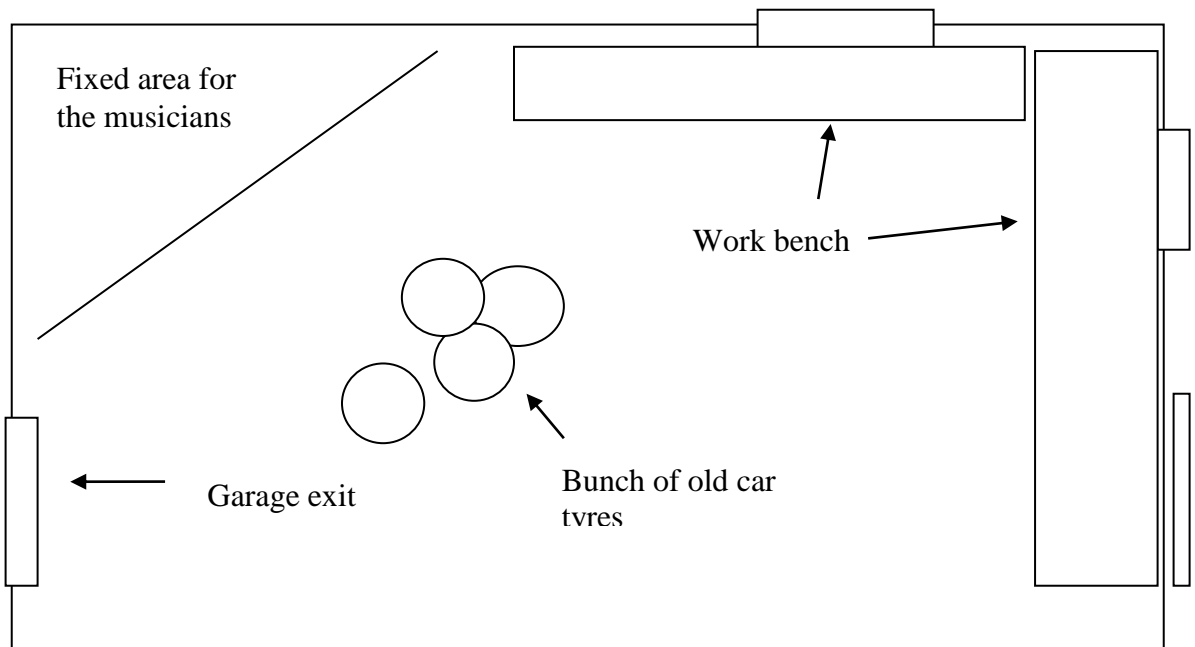 Fixed area for
the musicians
Work bench
Bunch of old car
tyres
Garage exit